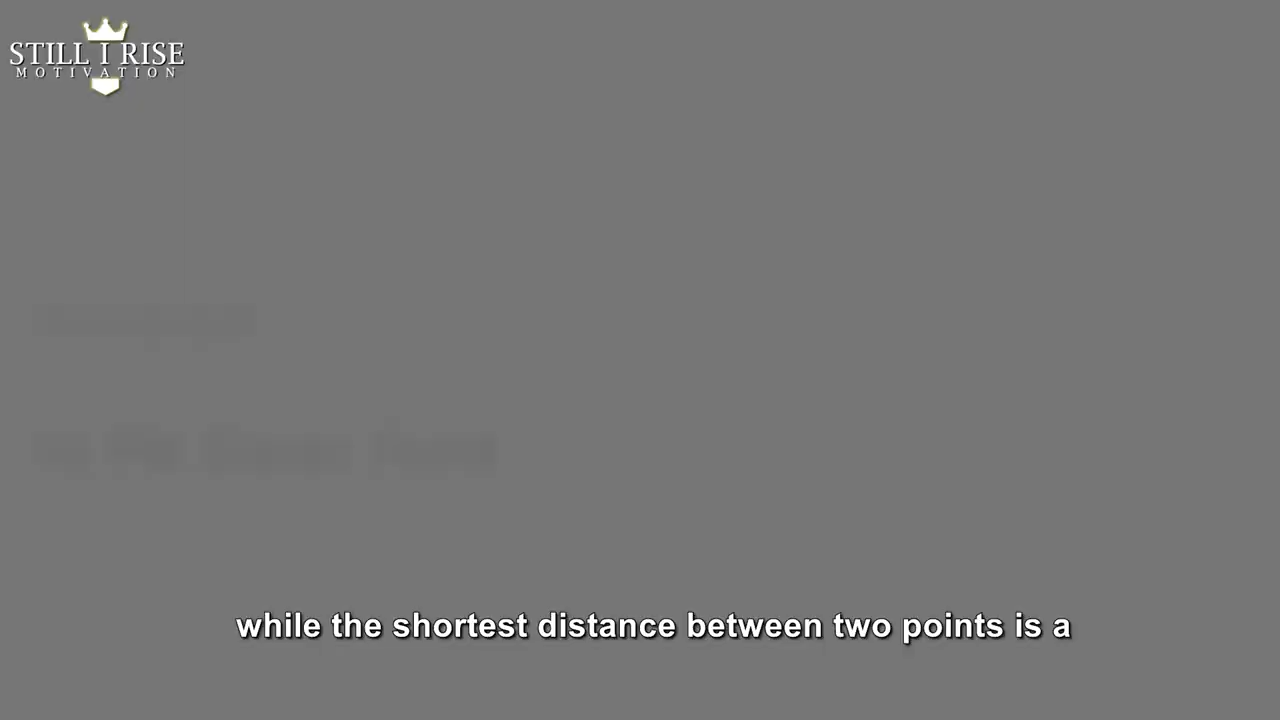 STILL I RISE
MOTIVATION
while the shortest distance between two points is a